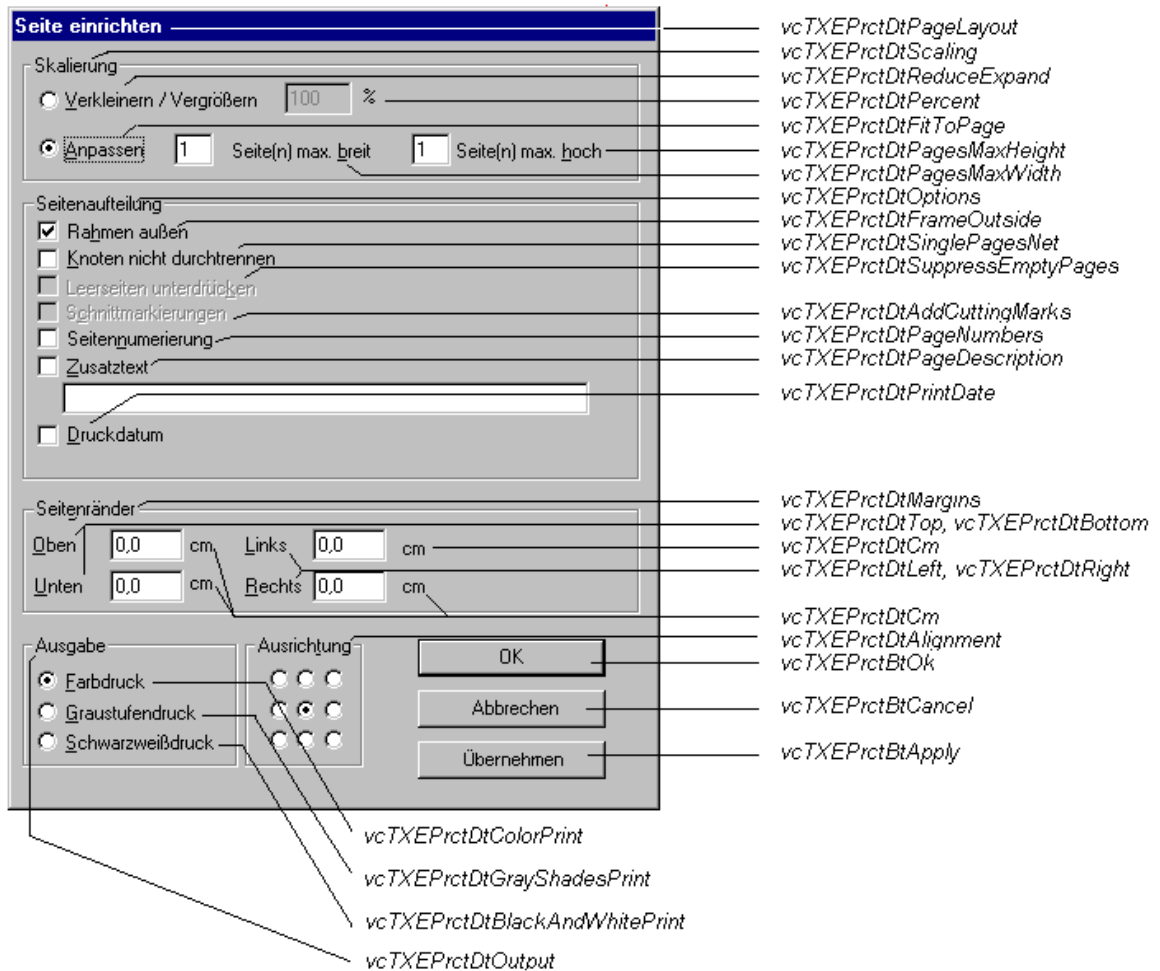 Seite einrichten
vcTXEPrctDtPageLayout
Skalierung
vcTXEPrctDtScaling
vcTXEPrctDtReduceExpand
Verkleinern / Vergrößern 100 %
vcTXEPrctDtPercent
vcTXEPrctDtFitToPage
Anpassen 1 Seite(n) max. breit 1 Seite(n) max. hoch
vcTXEPrctDtPagesMaxHeight
vcTXEPrctDtPagesMaxWidth
Seitenaufteilung
vcTXEPrctDtOptions
Rahmen außen
vcTXEPrctDtFrameOutside
vcTXEPrctDtSinglePagesNet
Knoten nicht durchtrennen
vcTXEPrctDtSuppressEmptyPages
Leerseiten unterdrücken
Schnittmarkierungen
vcTXEPrctDtAddCuttingMarks
Seitennumerierung
vcTXEPrctDtPageNumbers
Zusatztext
vcTXEPrctDtPageDescription
vcTXEPrctDtPrintDate
Druckdatum
Seitenränder
vcTXEPrctDtMargins
vcTXEPrctDtTop, vcTXEPrctDtBottom
Oben 0,0 cm Links 0,0 cm
vcTXEPrctDtCm
vcTXEPrctDtLeft, vcTXEPrctDtRight
Unten 0,0 cm Rechts 0,0 cm
vcTXEPrctDtCm
Ausgabe
Ausrichtung
vcTXEPrctDtAlignment
OK
vcTXEPrctBtOk
Farbdruck
Graustufendruck
Schwarzweißdruck
Abbrechen
vcTXEPrctBtCancel
Übernehmen
vcTXEPrctBtApply
vcTXEPrctDtColorPrint
vcTXEPrctDtGrayShadesPrint
vcTXEPrctDtBlackAndWhitePrint
vcTXEPrctDtOutput